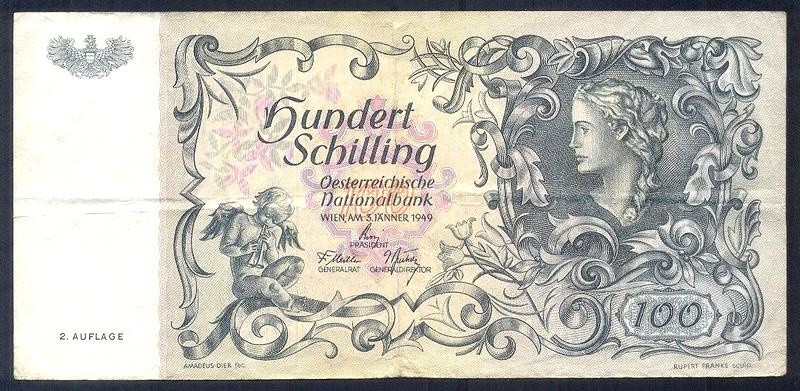 Hundert
Schilling
Oesterreichische
Nationalbank
WIEN, AM 3. JÄNNER 1949
PRÄSIDENT
GENERALRAT GENERALDIREKTOR
2. AUFLAGE
100
AMADEUS-DIER fec.
RUPERT FRANKE SCULP.